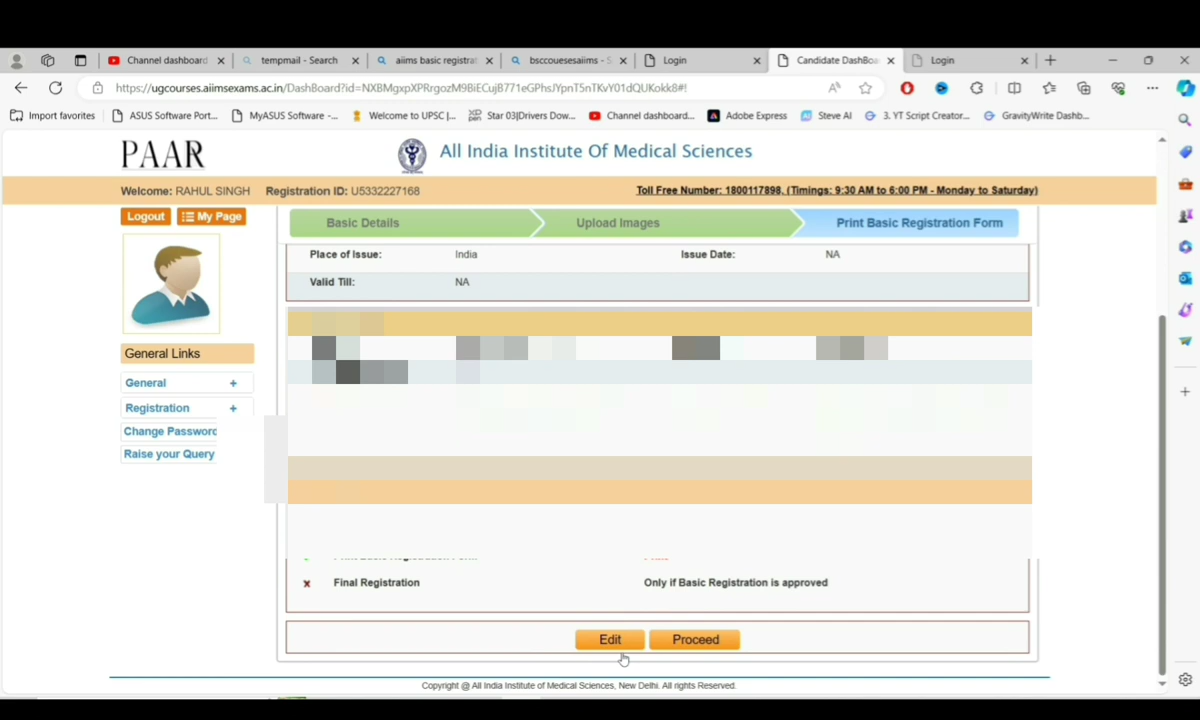 Channel dashboard
tempmail - Search
aiims basic registrat
bsccouesesaiims - S
Login
Candidate DashBoa
Login
https://ugcourses.aiimsexams.ac.in/DashBoard?id=NXBMgxpXPRrgozM9BiECujB771eGPhsJYpnT5nTKvY01dQUKokk8#!
Import favorites
ASUS Software Port...
MyASUS Software -...
Welcome to UPSC |...
Star 03|Drivers Dow...
Channel dashboard...
Adobe Express
Steve AI
3. YT Script Creator...
GravityWrite Dashb...
PAAR
All India Institute Of Medical Sciences
Welcome: RAHUL SINGH Registration ID: U5332227168
Toll Free Number: 1800117898, (Timings: 9:30 AM to 6:00 PM - Monday to Saturday)
Logout
My Page
Basic Details
Upload Images
Print Basic Registration Form
Place of Issue: India Issue Date: NA
Valid Till: NA
General Links
General +
Registration +
Change Password
Raise your Query
x Final Registration Only if Basic Registration is approved
Edit
Proceed
Copyright @ All India Institute of Medical Sciences, New Delhi. All rights Reserved.